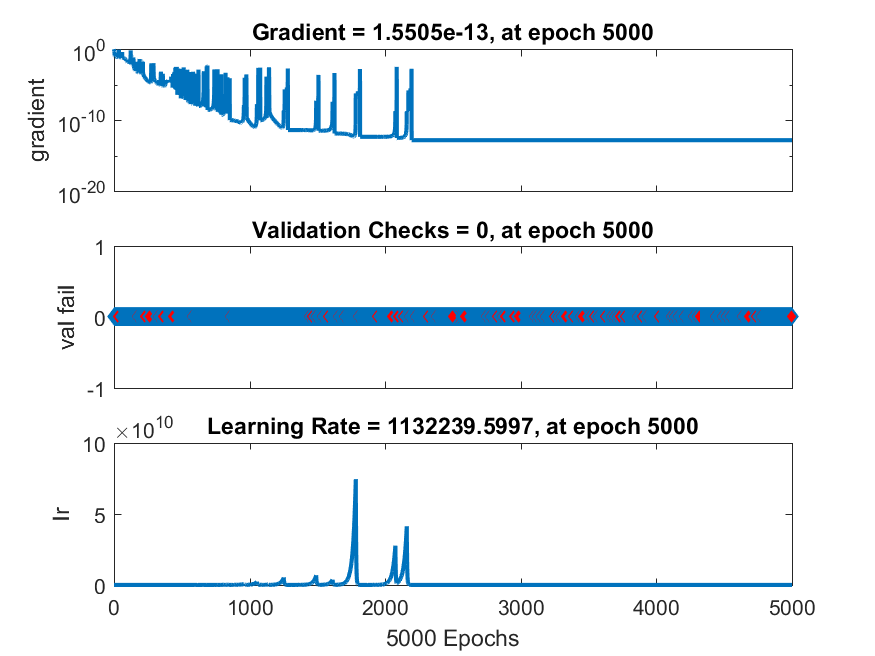 Gradient = 1.5505e-13, at epoch 5000
10^0
10^-10
10^-20
gradient
Validation Checks = 0, at epoch 5000
1
0
-1
val fail
Learning Rate = 1132239.5997, at epoch 5000
×10^10
10
5
0
lr
0 1000 2000 3000 4000 5000
5000 Epochs